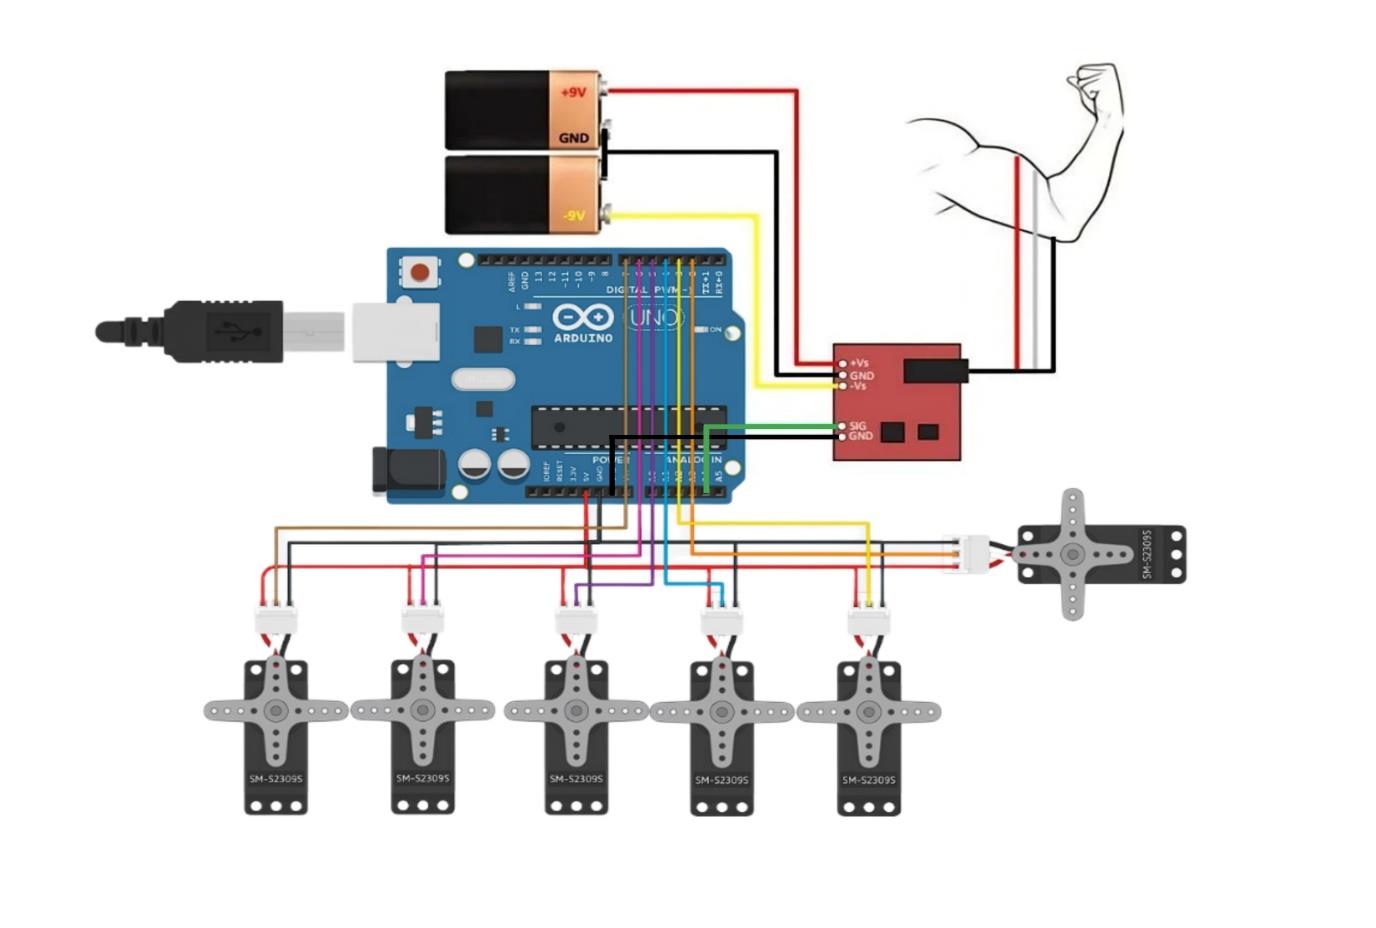 +9V
GND
-9V
AREF
GND
13
12
~11
~10
~9
8
DIGITAL PWM~
TX→1
RX←0
L
TX
RX
UNO
ON
ARDUINO
+Vs
GND
-Vs
SIG
GND
POWER
ANALOG IN
IOREF
RESET
3.3V
5V
GND
A5
SM-S2309S
SM-S2309S
SM-S2309S
SM-S2309S
SM-S2309S
SM-S2309S